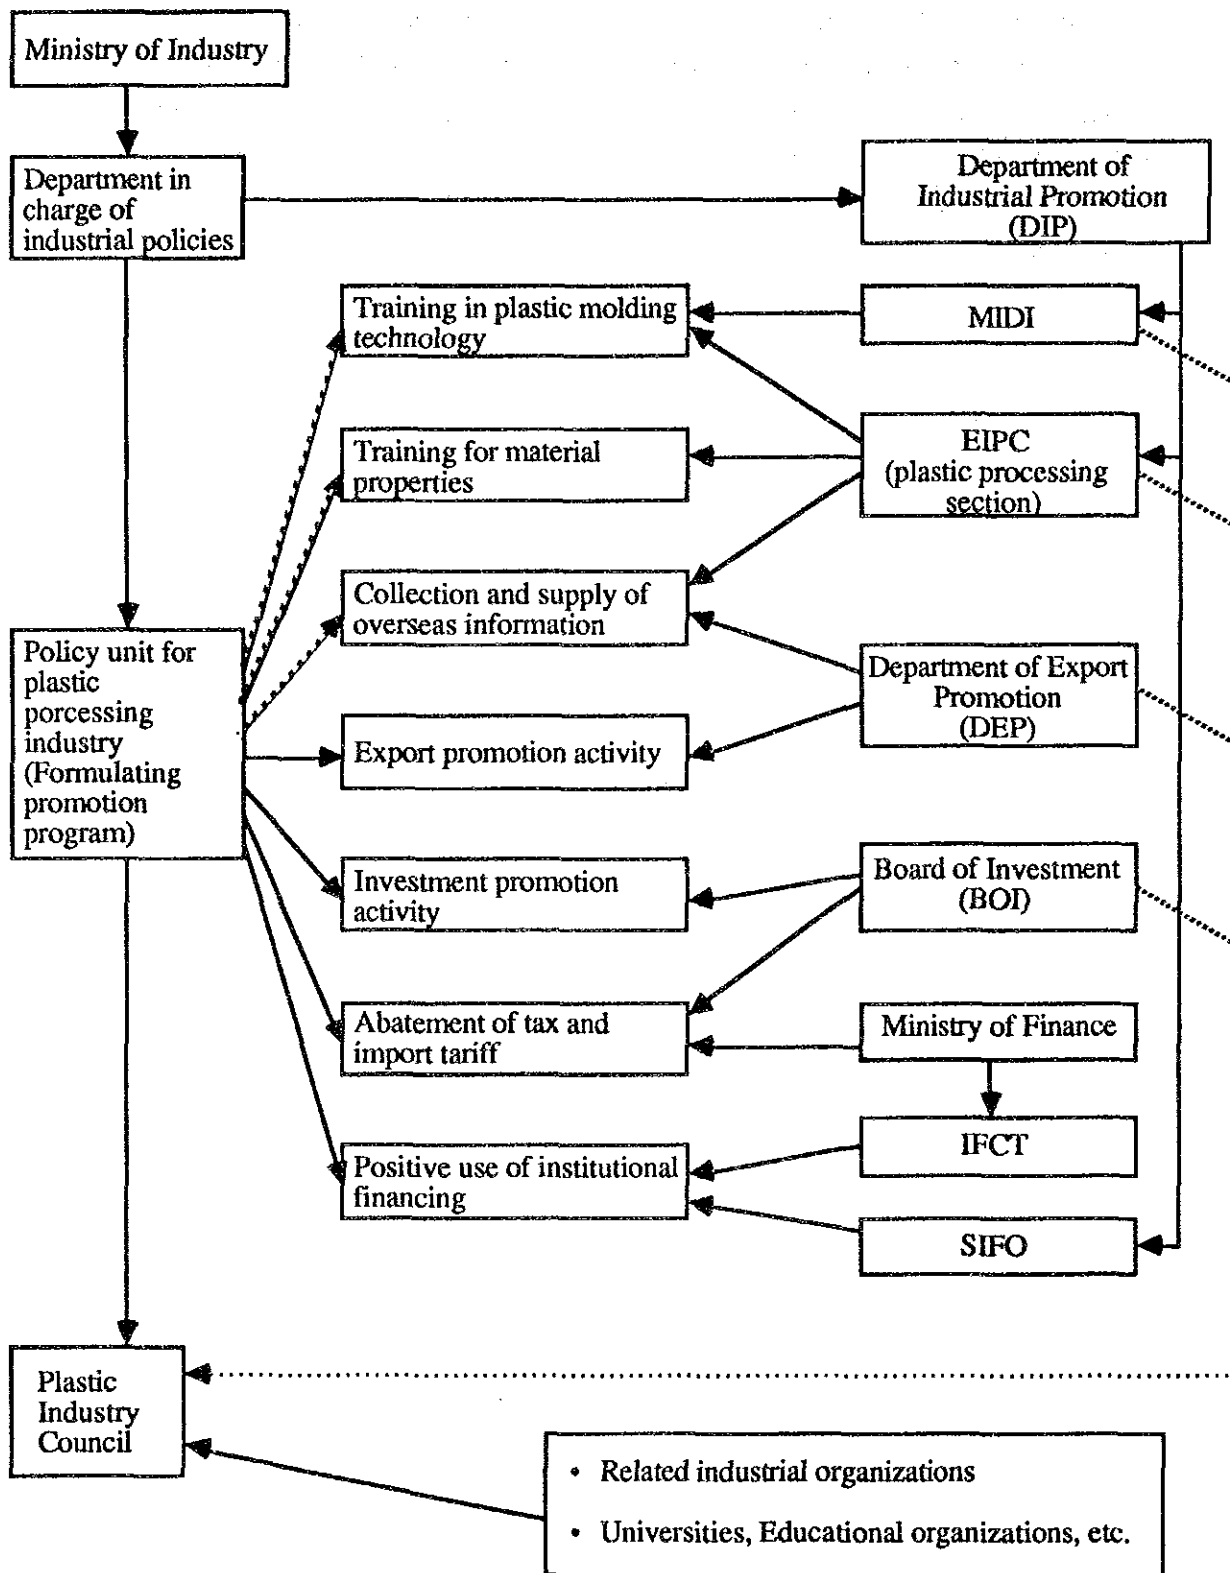 Ministry of Industry
Department in
charge of
industrial policies
Department of
Industrial Promotion
(DIP)
Training in plastic molding
technology
MIDI
Training for material
properties
EIPC
(plastic processing
section)
Collection and supply of
overseas information
Policy unit for
plastic
porcessing
industry
(Formulating
promotion
program)
Department of Export
Promotion
(DEP)
Export promotion activity
Investment promotion
activity
Board of Investment
(BOI)
Abatement of tax and
import tariff
Ministry of Finance
IFCT
Positive use of institutional
financing
SIFO
Plastic
Industry
Council
• Related industrial organizations
• Universities, Educational organizations, etc.